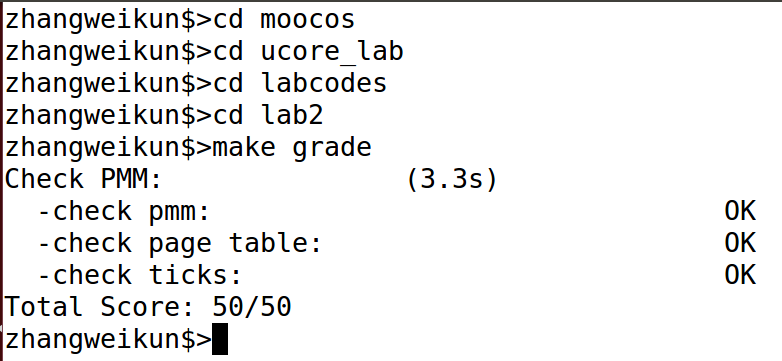 zhangweikun$>cd moocos
zhangweikun$>cd ucore_lab
zhangweikun$>cd labcodes
zhangweikun$>cd lab2
zhangweikun$>make grade
Check PMM:               (3.3s)
  -check pmm:                                OK
  -check page table:                         OK
  -check ticks:                              OK
Total Score: 50/50
zhangweikun$>